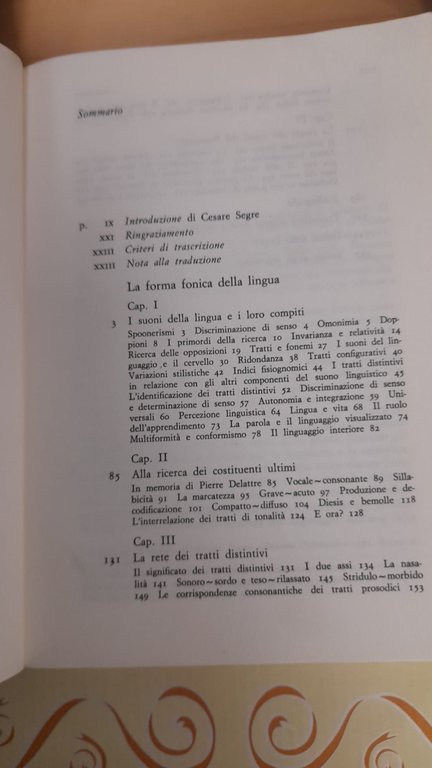 Sommario
p. IX Introduzione di Cesare Segre
XXI Ringraziamento
XXIII Criteri di trascrizione
XXIII Nota alla traduzione
La forma fonica della lingua
Cap. I
3 I suoni della lingua e i loro compiti
Spoonerismi 3 Discriminazione di senso 4 Omonimia 5 Dop-
pioni 8 I primordi della ricerca 10 Invarianza e relatività 14
Ricerca delle opposizioni 19 Tratti e fonemi 27 I suoni del lin-
guaggio e il cervello 30 Ridondanza 38 Tratti configurativi 40
Variazioni stilistiche 42 Indici fisiognomici 44 I tratti distintivi
in relazione con gli altri componenti del suono linguistico 45
L'identificazione dei tratti distintivi 52 Discriminazione di senso
e determinazione di senso 57 Autonomia e integrazione 59 Uni-
versali 60 Percezione linguistica 64 Lingua e vita 68 Il ruolo
dell'apprendimento 73 La parola e il linguaggio visualizzato 74
Multiformità e conformismo 78 Il linguaggio interiore 82
Cap. II
85 Alla ricerca dei costituenti ultimi
In memoria di Pierre Delattre 85 Vocale~consonante 89 Silla-
bicità 91 La marcatezza 95 Grave~acuto 97 Produzione e de-
codificazione 101 Compatto~diffuso 104 Diesis e bemolle 118
L'interrelazione dei tratti di tonalità 124 E ora? 128
Cap. III
131 La rete dei tratti distintivi
Il significato dei tratti distintivi 131 I due assi 134 La nasa-
lità 141 Sonoro~sordo e teso~rilassato 145 Stridulo~morbido
149 Le corrispondenze consonantiche dei tratti prosodici 153